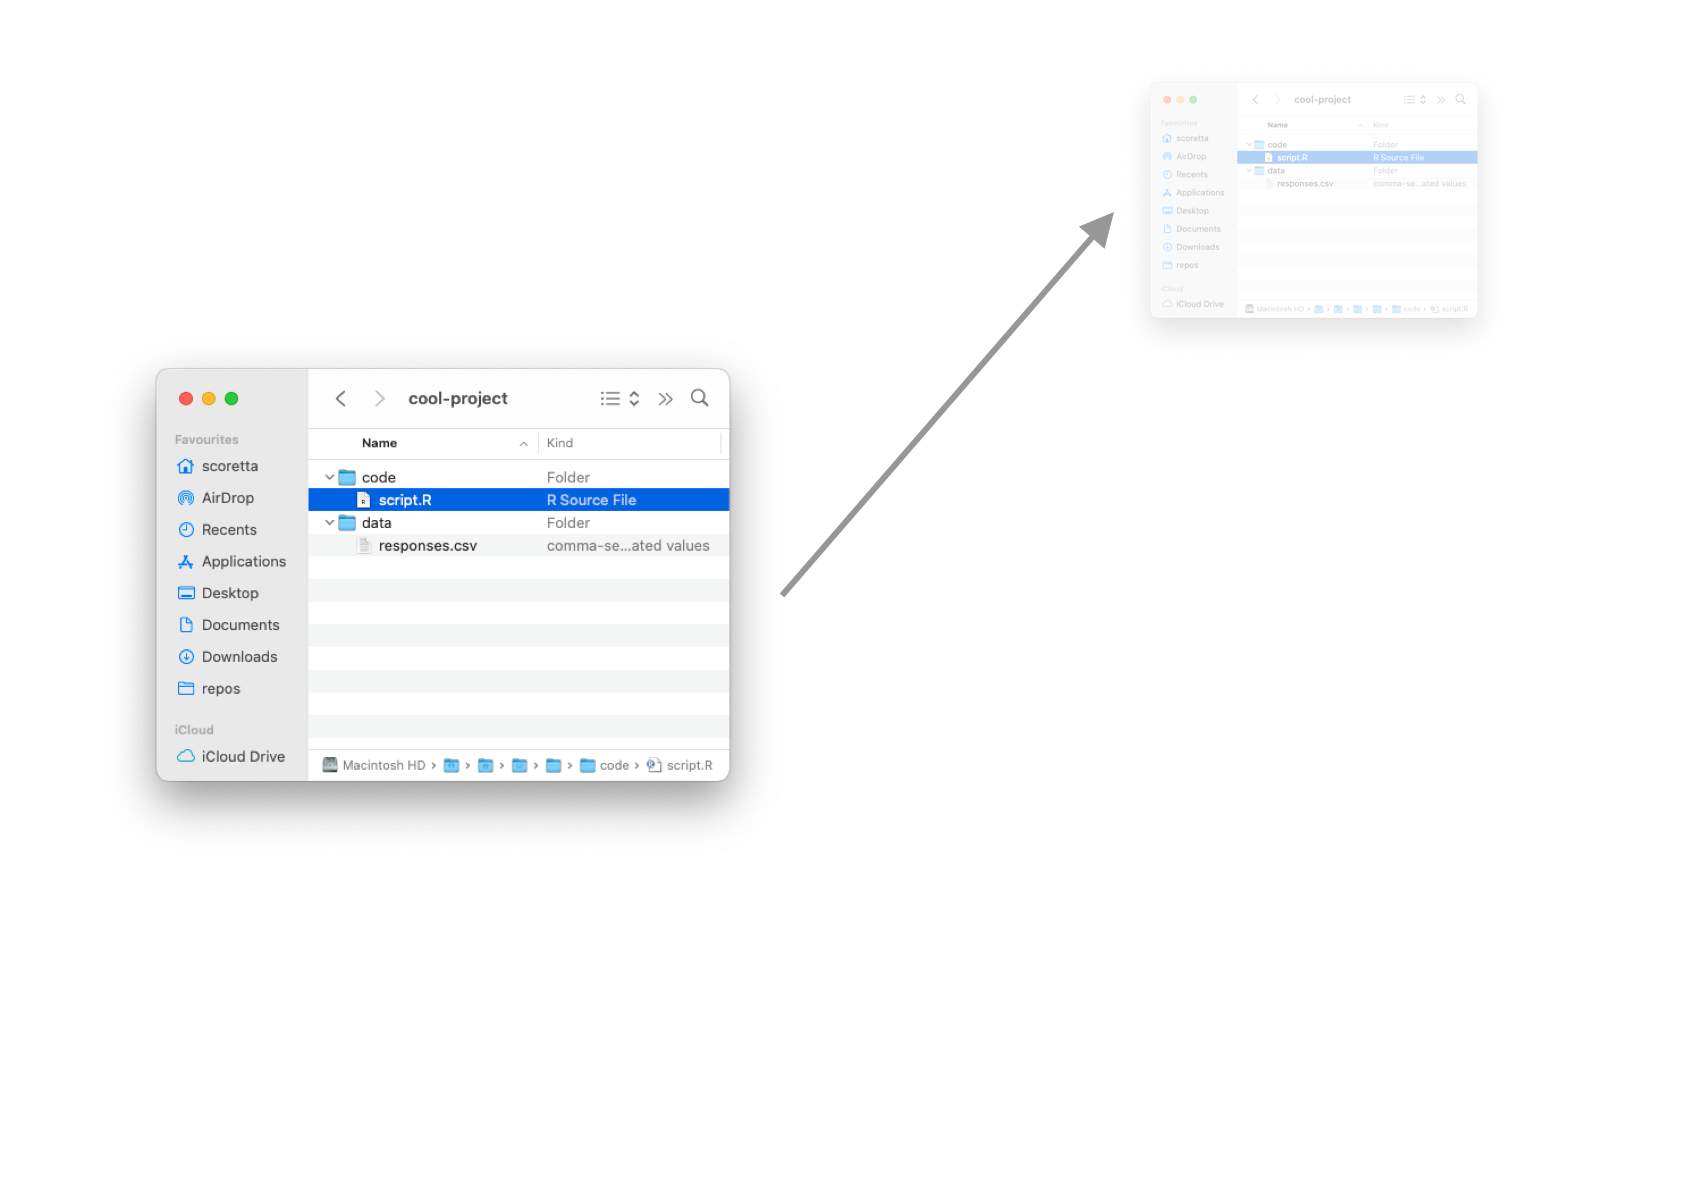 cool-project
Favourites
scoretta
AirDrop
Recents
Applications
Desktop
Documents
Downloads
repos
iCloud
iCloud Drive
Name Kind
code Folder
script.R R Source File
data Folder
responses.csv comma-se...ated values
Macintosh HD › › › › › code › script.R
cool-project
Favourites
scoretta
AirDrop
Recents
Applications
Desktop
Documents
Downloads
repos
iCloud
iCloud Drive
Name Kind
code Folder
script.R R Source File
data Folder
responses.csv comma-se...ated values
Macintosh HD › › › › › code › script.R